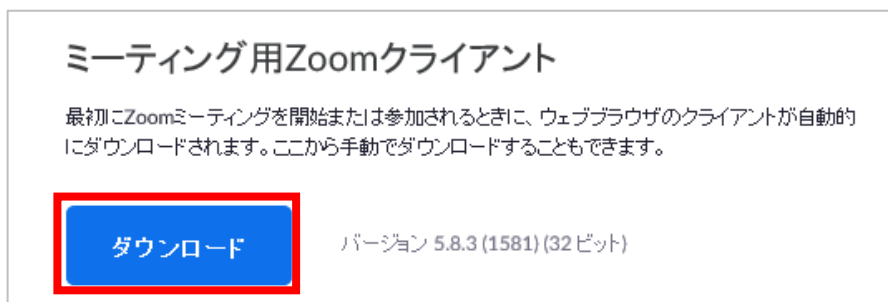 ミーティング用Zoomクライアント
最初にZoomミーティングを開始または参加されるときに、ウェブブラウザのクライアントが自動的
にダウンロードされます。ここから手動でダウンロードすることもできます。
ダウンロード
バージョン 5.8.3 (1581) (32 ビット)